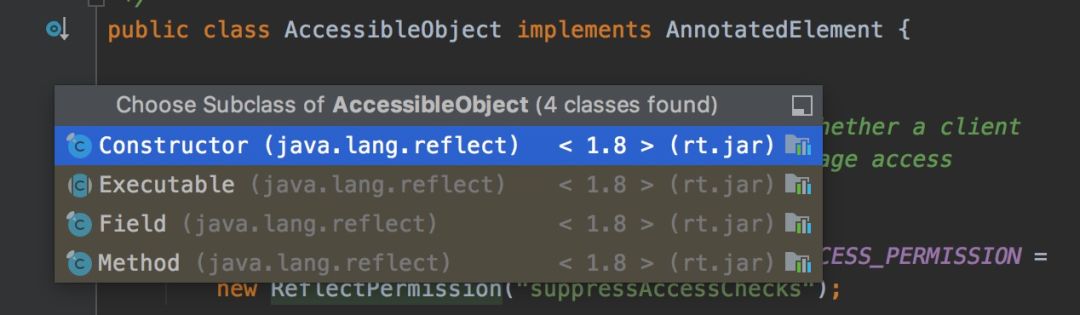 */
public class AccessibleObject implements AnnotatedElement {
Choose Subclass of AccessibleObject (4 classes found)
Constructor (java.lang.reflect) < 1.8 > (rt.jar)
hether a client
age access
Executable (java.lang.reflect) < 1.8 > (rt.jar)
Field (java.lang.reflect) < 1.8 > (rt.jar)
Method (java.lang.reflect) < 1.8 > (rt.jar)
CESS_PERMISSION =
new ReflectPermission("suppressAccessChecks");